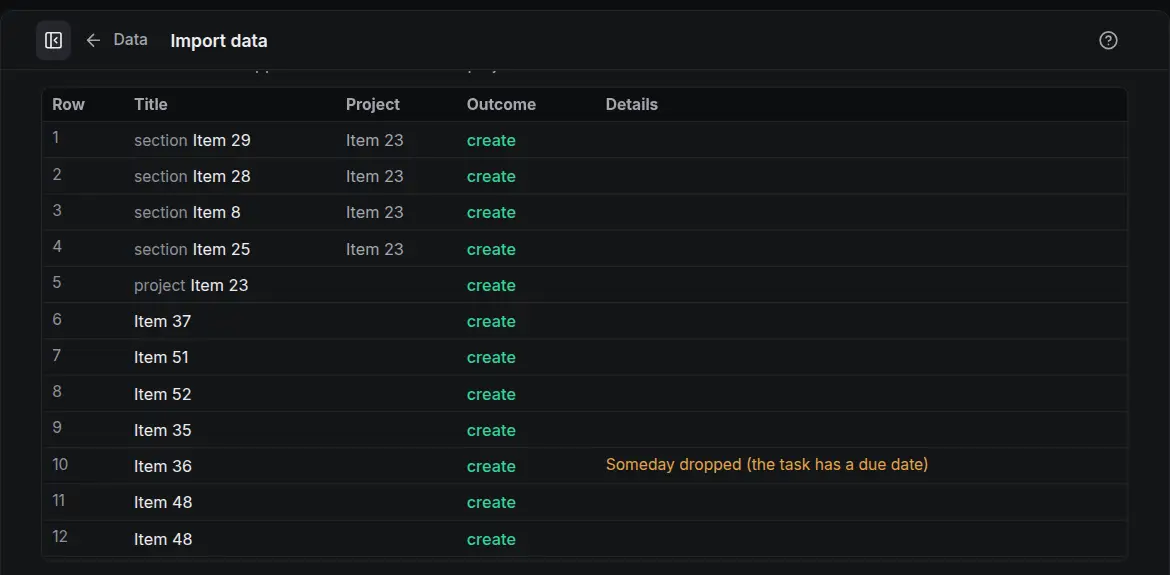 Data Import data
Row Title Project Outcome Details
1 section Item 29 Item 23 create
2 section Item 28 Item 23 create
3 section Item 8 Item 23 create
4 section Item 25 Item 23 create
5 project Item 23 create
6 Item 37 create
7 Item 51 create
8 Item 52 create
9 Item 35 create
10 Item 36 create Someday dropped (the task has a due date)
11 Item 48 create
12 Item 48 create